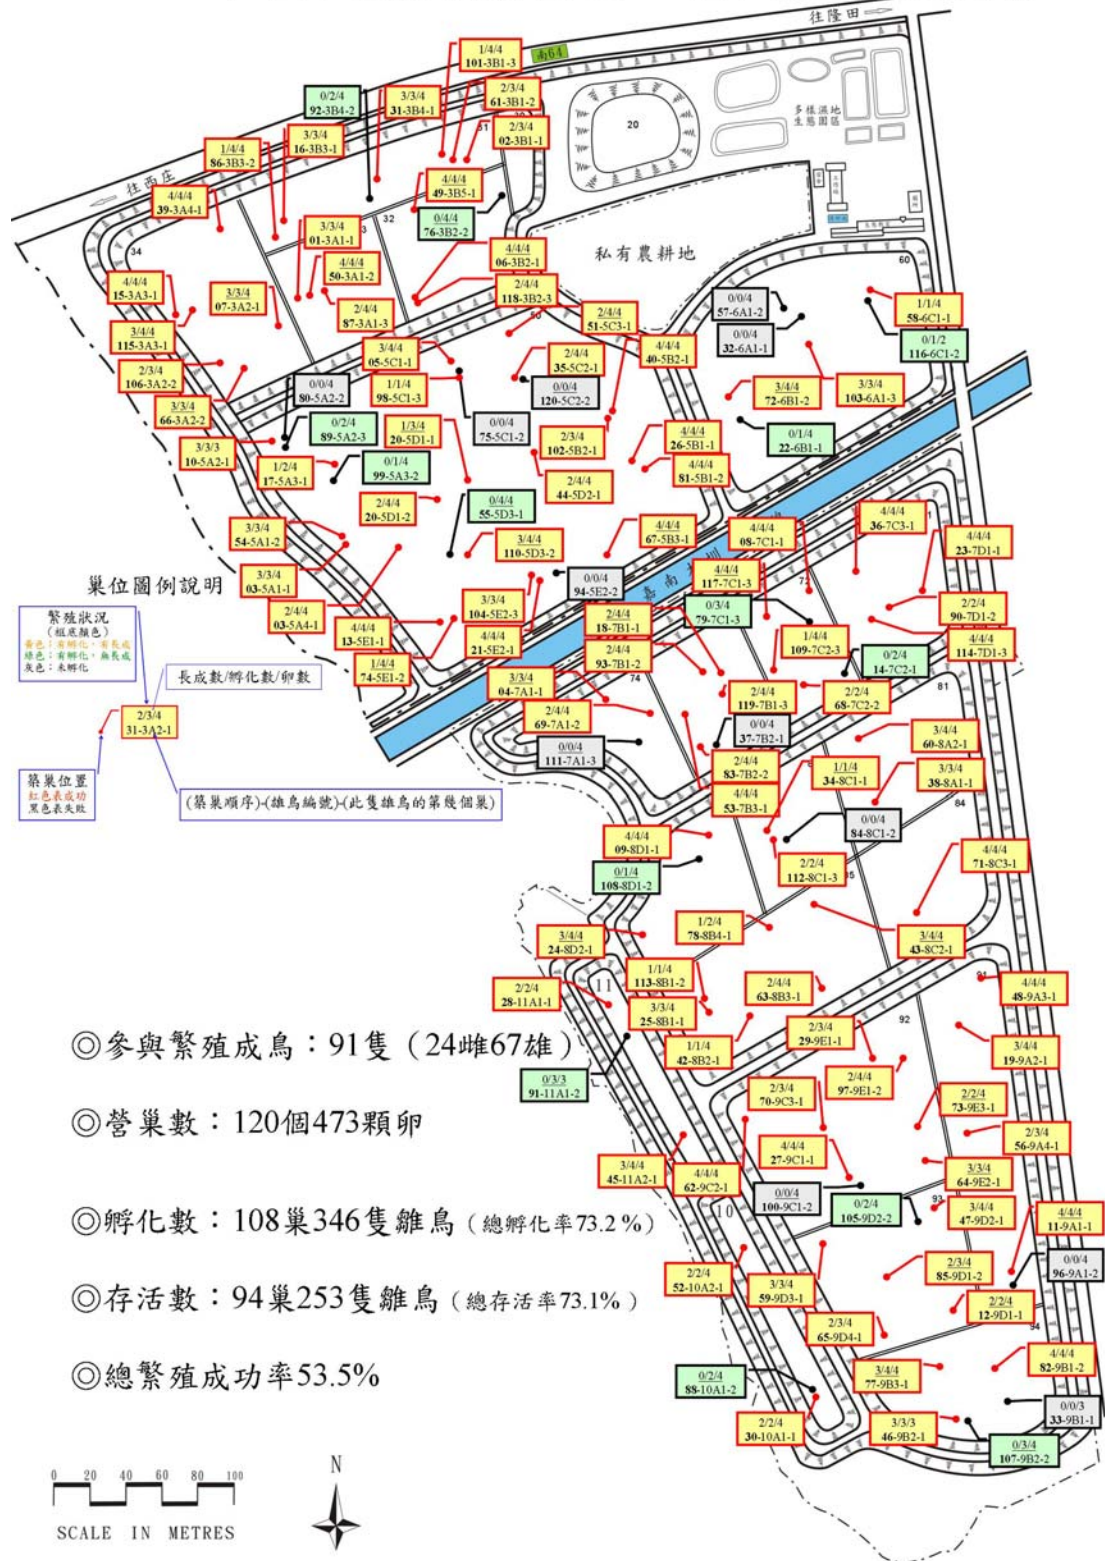 往隆田
南64
1/4/4
101-3B1-3
0/2/4
92-3B4-2
3/3/4
31-3B4-1
2/3/4
61-3B1-2
多樣濕地
生態園區
20
3/3/4
16-3B3-1
51
2/3/4
02-3B1-1
1/4/4
86-3B3-2
往西庄
4/4/4
39-3A4-1
4/4/4
49-3B5-1
32
0/4/4
76-3B2-2
3/3/4
01-3A1-1
34
4/4/4
06-3B2-1
私有農耕地
60
4/4/4
50-3A1-2
4/4/4
15-3A3-1
3/3/4
07-3A2-1
2/4/4
118-3B2-3
0/0/4
57-6A1-2
1/1/4
58-6C1-1
2/4/4
87-3A1-3
50
2/4/4
51-5C3-1
3/4/4
115-3A3-1
0/0/4
32-6A1-1
0/1/2
116-6C1-2
3/4/4
05-5C1-1
2/4/4
35-5C2-1
4/4/4
40-5B2-1
2/3/4
106-3A2-2
0/0/4
80-5A2-2
1/1/4
98-5C1-3
0/0/4
120-5C2-2
3/4/4
72-6B1-2
3/3/4
103-6A1-3
3/3/4
66-3A2-2
0/2/4
89-5A2-3
1/3/4
20-5D1-1
0/0/4
75-5C1-2
2/3/4
102-5B2-1
4/4/4
26-5B1-1
0/1/4
22-6B1-1
3/3/3
10-5A2-1
1/2/4
17-5A3-1
0/1/4
99-5A3-2
4/4/4
81-5B1-2
2/4/4
44-5D2-1
2/4/4
20-5D1-2
0/4/4
55-5D3-1
4/4/4
36-7C3-1
3/3/4
54-5A1-2
3/4/4
110-5D3-2
4/4/4
67-5B3-1
4/4/4
08-7C1-1
4/4/4
23-7D1-1
巢位圖例說明
3/3/4
03-5A1-1
0/0/4
94-5E2-2
嘉南
圳
4/4/4
117-7C1-3
72
2/4/4
03-5A4-1
3/3/4
104-5E2-3
2/4/4
18-7B1-1
0/3/4
79-7C1-3
2/2/4
90-7D1-2
繁殖狀況
(框底顏色)
黃色：有孵化，有長成
綠色：有孵化，無長成
灰色：未孵化
4/4/4
13-5E1-1
4/4/4
21-5E2-1
2/4/4
93-7B1-2
1/4/4
109-7C2-3
4/4/4
114-7D1-3
0/2/4
14-7C2-1
長成數/孵化數/卵數
1/4/4
74-5E1-2
3/3/4
04-7A1-1
74
2/4/4
119-7B1-3
2/2/4
68-7C2-2
81
2/3/4
31-3A2-1
2/4/4
69-7A1-2
0/0/4
37-7B2-1
3/4/4
60-8A2-1
0/0/4
111-7A1-3
2/4/4
83-7B2-2
1/1/4
34-8C1-1
3/3/4
38-8A1-1
築巢位置
紅色表成功
黑色表失敗
(築巢順序)-(雄鳥編號)-(此隻雄鳥的第幾個巢)
4/4/4
53-7B3-1
84
0/0/4
84-8C1-2
4/4/4
09-8D1-1
4/4/4
71-8C3-1
0/1/4
108-8D1-2
2/2/4
112-8C1-3
1/2/4
78-8B4-1
3/4/4
24-8D2-1
3/4/4
43-8C2-1
11
1/1/4
113-8B1-2
91
2/2/4
28-11A1-1
2/4/4
63-8B3-1
4/4/4
48-9A3-1
3/3/4
25-8B1-1
92
2/3/4
29-9E1-1
◎參與繁殖成鳥：91隻（24雌67雄）
1/1/4
42-8B2-1
3/4/4
19-9A2-1
0/3/3
91-11A1-2
2/3/4
70-9C3-1
2/4/4
97-9E1-2
2/2/4
73-9E3-1
◎營巢數：120個473顆卵
4/4/4
27-9C1-1
2/3/4
56-9A4-1
3/4/4
45-11A2-1
4/4/4
62-9C2-1
3/3/4
64-9E2-1
0/0/4
100-9C1-2
0/2/4
105-9D2-2
93
3/4/4
47-9D2-1
4/4/4
11-9A1-1
◎孵化數：108巢346隻雛鳥（總孵化率73.2%）
10
0/0/4
96-9A1-2
2/2/4
52-10A2-1
3/3/4
59-9D3-1
2/3/4
85-9D1-2
◎存活數：94巢253隻雛鳥（總存活率73.1%）
2/2/4
12-9D1-1
2/3/4
65-9D4-1
94
◎總繁殖成功率53.5%
0/2/4
88-10A1-2
3/4/4
77-9B3-1
4/4/4
82-9B1-2
0/0/3
33-9B1-1
2/2/4
30-10A1-1
3/3/3
46-9B2-1
0/3/4
107-9B2-2
0 20 40 60 80 100
SCALE IN METRES
N